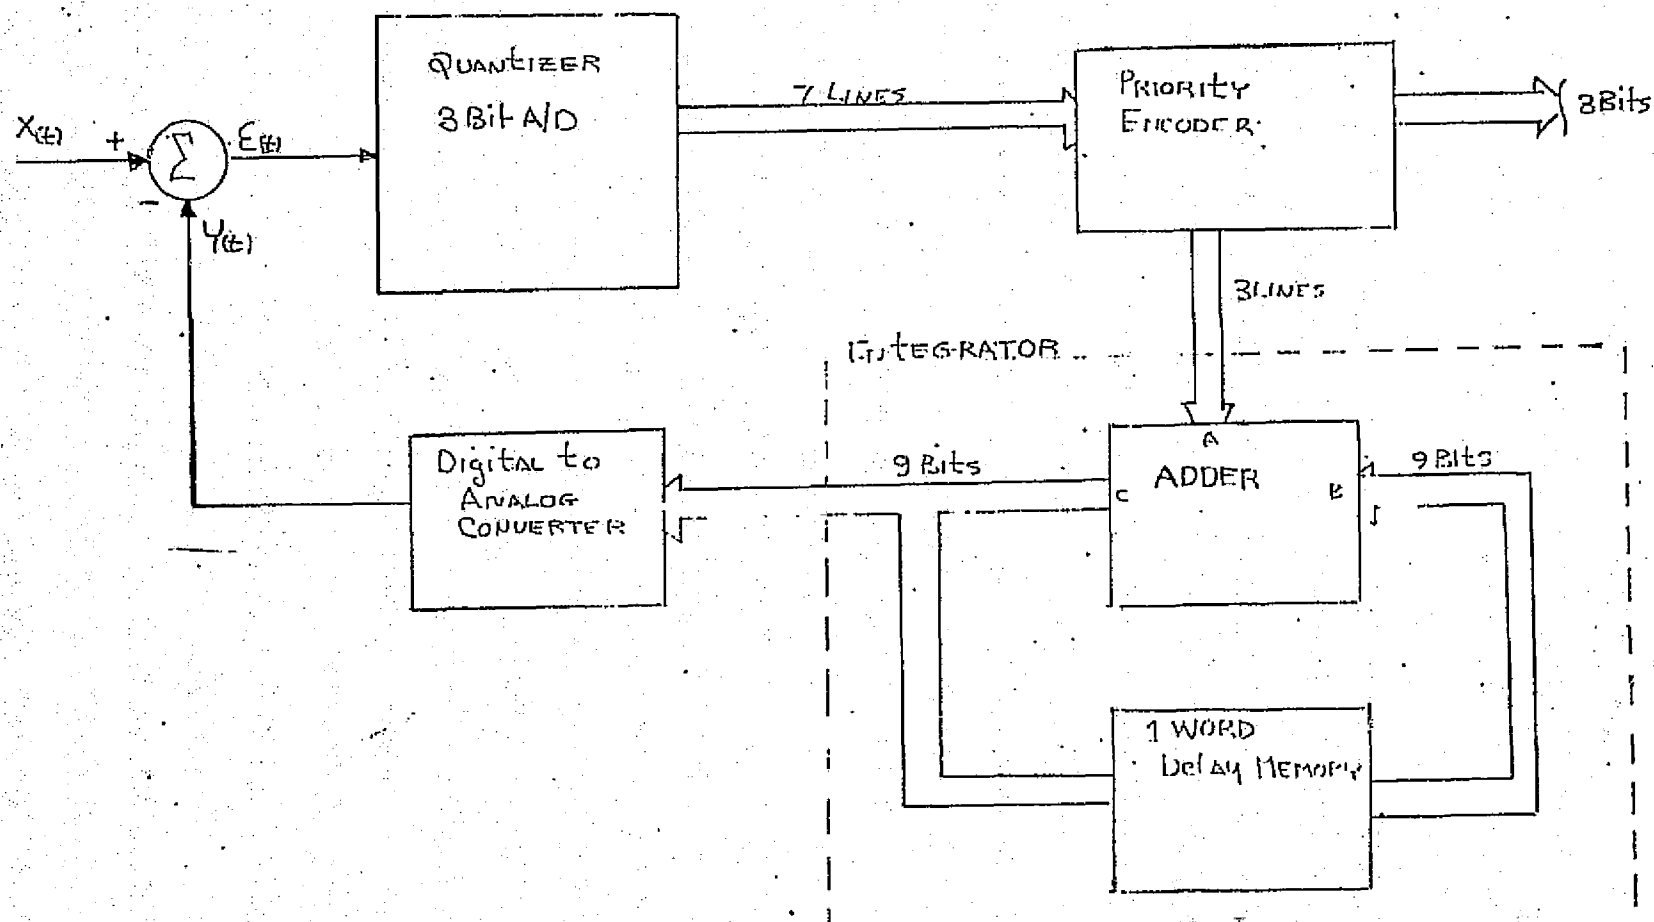 QUANTIZER
3 Bit A/D
7 LINES
PRIORITY
ENCODER
3 Bits
X(t)
+
Σ
E(t)
-
Y(t)
3 LINES
INTEGRATOR
Digital to
ANALOG
CONVERTER
9 Bits
A
ADDER
C
B
9 Bits
1 WORD
Delay MEMORY